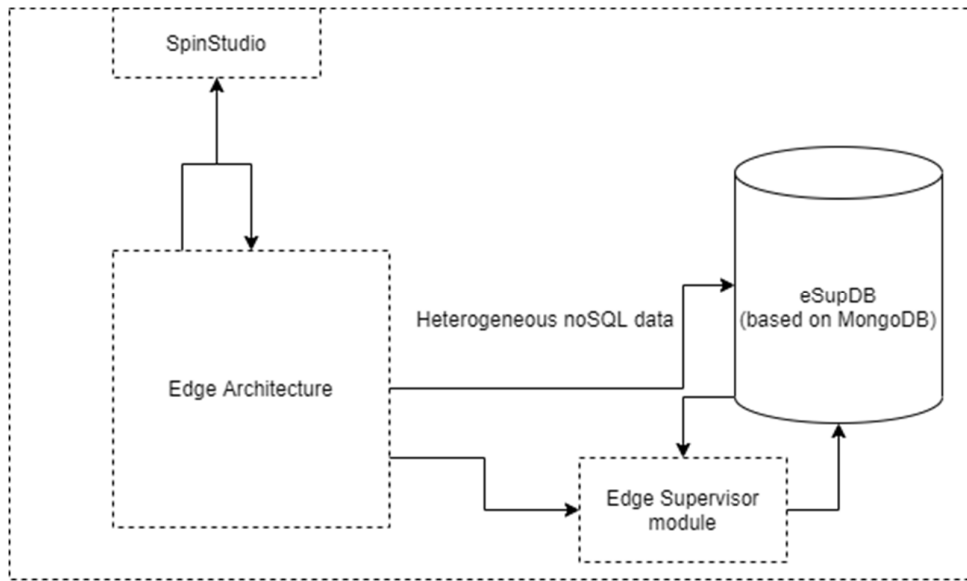 SpinStudio
eSupDB
(based on MongoDB)
Heterogeneous noSQL data
Edge Architecture
Edge Supervisor
module